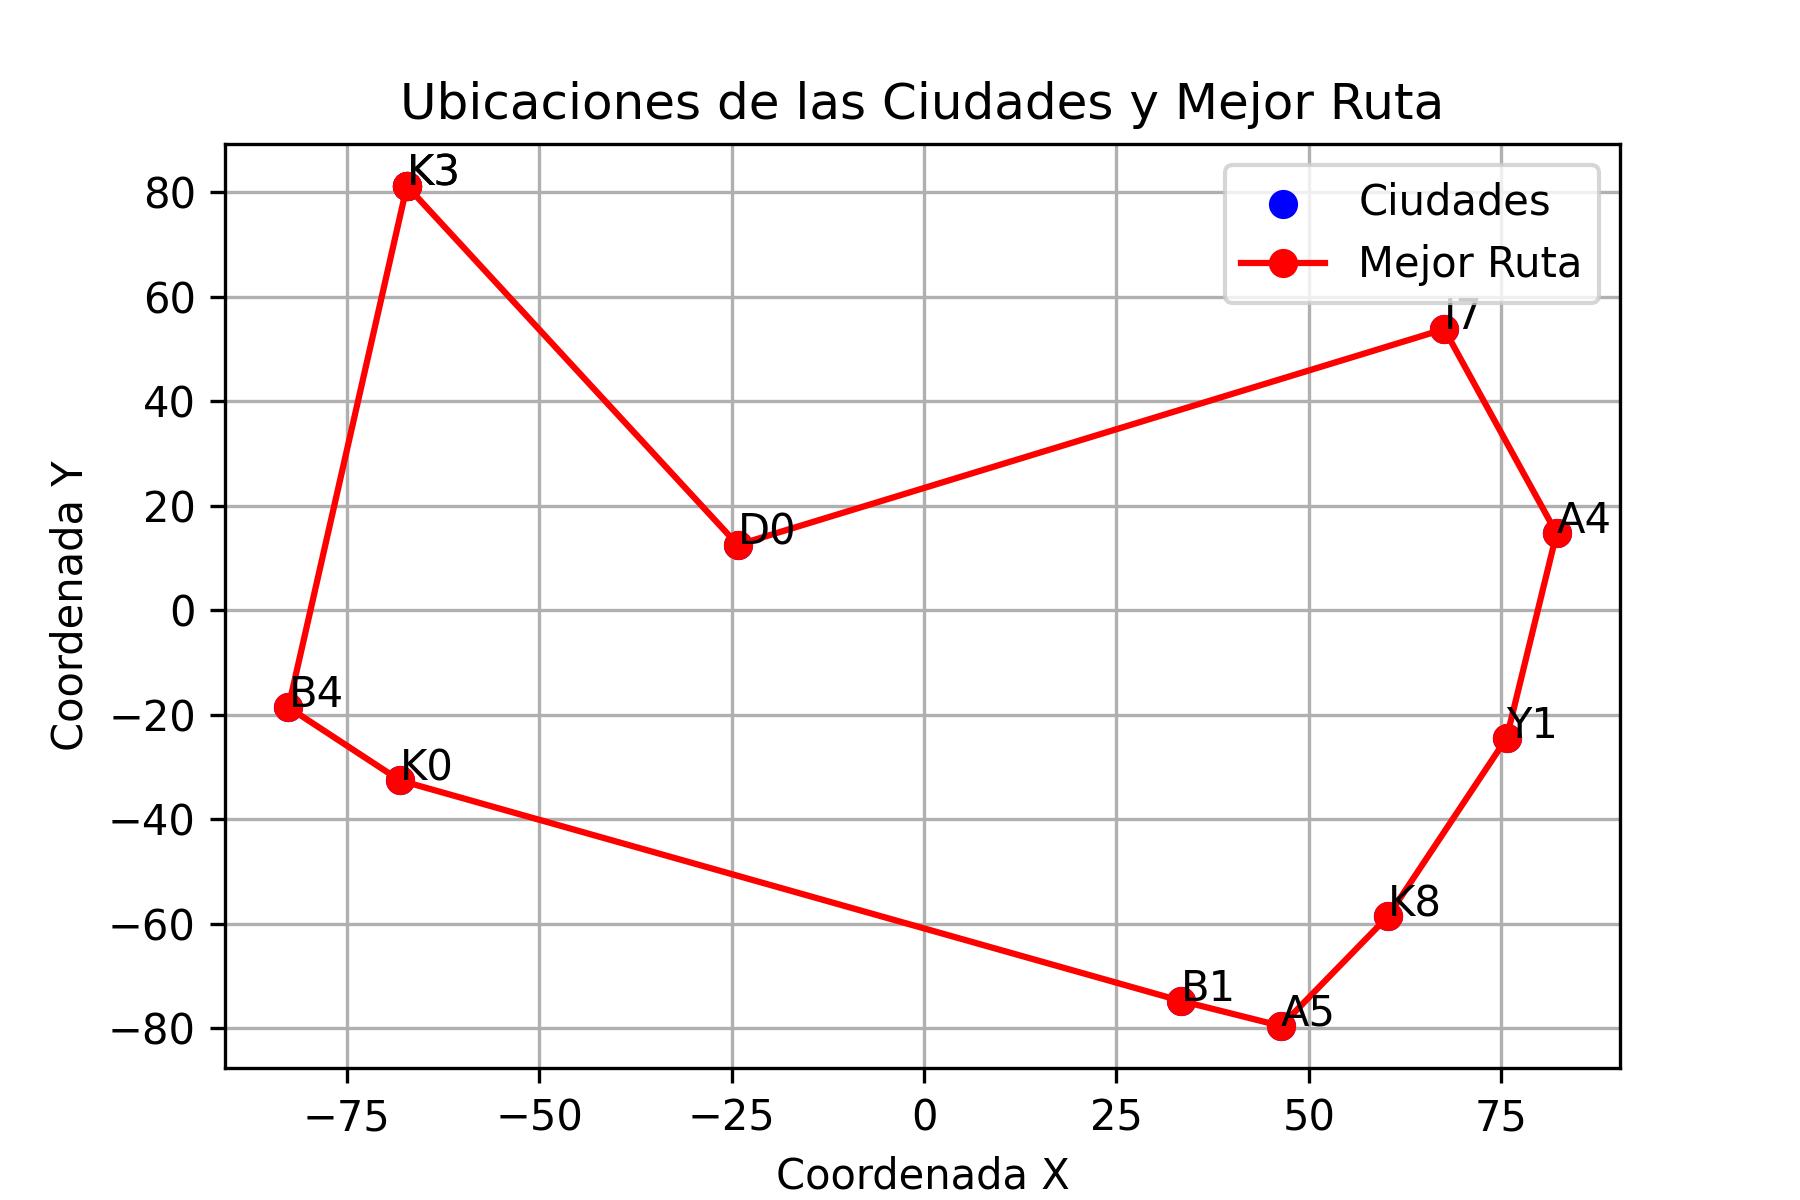 Ubicaciones de las Ciudades y Mejor Ruta
Ciudades
Mejor Ruta
K3
A4
D0
B4
Y1
K0
K8
B1
A5
80
60
40
20
0
−20
−40
−60
−80
Coordenada Y
−75
−50
−25
0
25
50
75
Coordenada X